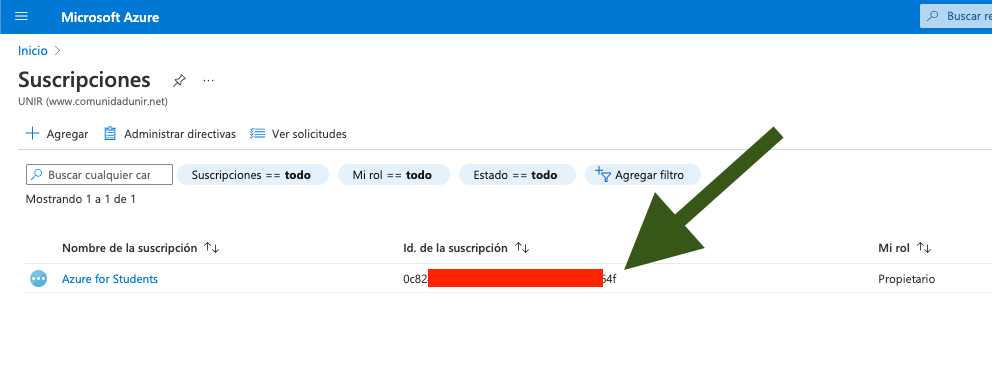 Microsoft Azure
Buscar re
Inicio >
Suscripciones
UNIR (www.comunidadunir.net)
Agregar Administrar directivas Ver solicitudes
Buscar cualquier car Suscripciones == todo Mi rol == todo Estado == todo Agregar filtro
Mostrando 1 a 1 de 1
Nombre de la suscripción Id. de la suscripción Mi rol
Azure for Students 0c82 64f Propietario